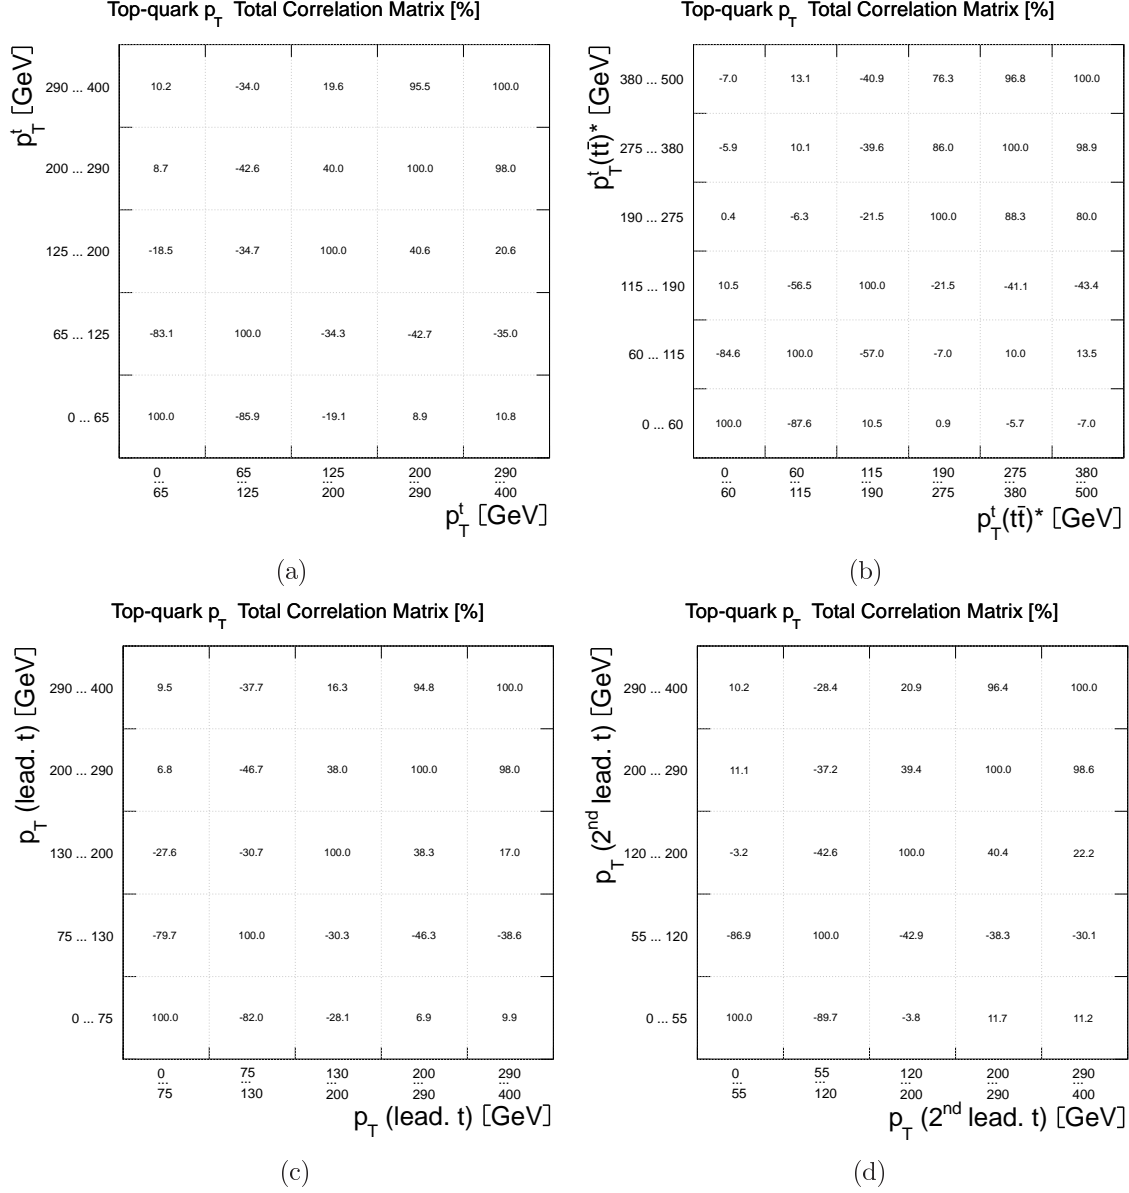 Top-quark p_T Total Correlation Matrix [%]
p_T^t [GeV]
290 ... 400 10.2 -34.0 19.6 95.5 100.0
200 ... 290 8.7 -42.6 40.0 100.0 98.0
125 ... 200 -18.5 -34.7 100.0 40.6 20.6
65 ... 125 -83.1 100.0 -34.3 -42.7 -35.0
0 ... 65 100.0 -85.9 -19.1 8.9 10.8
0 65 125 200 290
... ... ... ... ...
65 125 200 290 400
p_T^t [GeV]
(a)
Top-quark p_T Total Correlation Matrix [%]
p_T^t(tt̄)* [GeV]
380 ... 500 -7.0 13.1 -40.9 76.3 96.8 100.0
275 ... 380 -5.9 10.1 -39.6 86.0 100.0 98.9
190 ... 275 0.4 -6.3 -21.5 100.0 88.3 80.0
115 ... 190 10.5 -56.5 100.0 -21.5 -41.1 -43.4
60 ... 115 -84.6 100.0 -57.0 -7.0 10.0 13.5
0 ... 60 100.0 -87.6 10.5 0.9 -5.7 -7.0
0 60 115 190 275 380
... ... ... ... ... ...
60 115 190 275 380 500
p_T^t(tt̄)* [GeV]
(b)
Top-quark p_T Total Correlation Matrix [%]
p_T (lead. t) [GeV]
290 ... 400 9.5 -37.7 16.3 94.8 100.0
200 ... 290 6.8 -46.7 38.0 100.0 98.0
130 ... 200 -27.6 -30.7 100.0 38.3 17.0
75 ... 130 -79.7 100.0 -30.3 -46.3 -38.6
0 ... 75 100.0 -82.0 -28.1 6.9 9.9
0 75 130 200 290
... ... ... ... ...
75 130 200 290 400
p_T (lead. t) [GeV]
(c)
Top-quark p_T Total Correlation Matrix [%]
p_T (2^nd lead. t) [GeV]
290 ... 400 10.2 -28.4 20.9 96.4 100.0
200 ... 290 11.1 -37.2 39.4 100.0 98.6
120 ... 200 -3.2 -42.6 100.0 40.4 22.2
55 ... 120 -86.9 100.0 -42.9 -38.3 -30.1
0 ... 55 100.0 -89.7 -3.8 11.7 11.2
0 55 120 200 290
... ... ... ... ...
55 120 200 290 400
p_T (2^nd lead. t) [GeV]
(d)